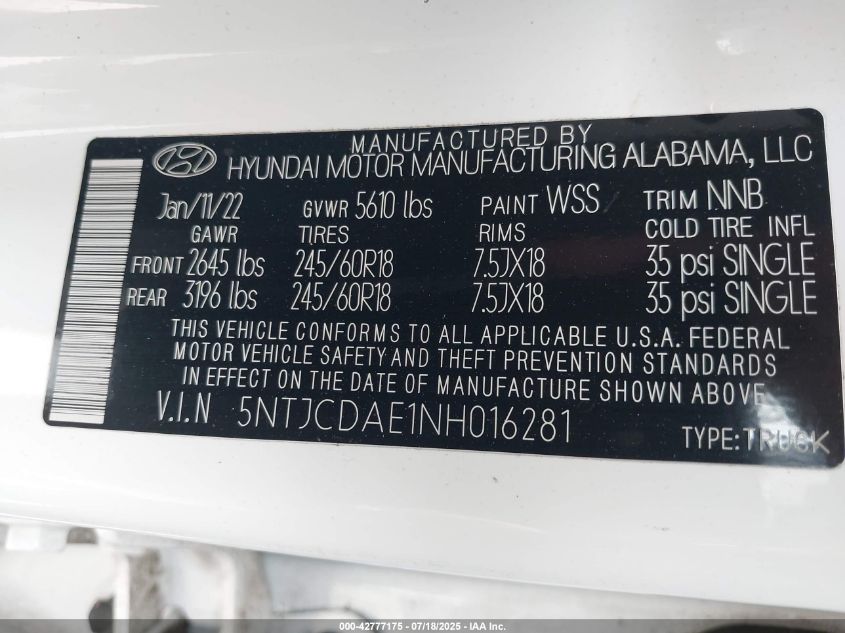 MANUFACTURED BY
HYUNDAI MOTOR MANUFACTURING ALABAMA, LLC
Jan/11/22 GVWR 5610 lbs PAINT WSS TRIM NNB
GAWR TIRES RIMS COLD TIRE INFL
FRONT 2645 lbs 245/60R18 7.5JX18 35 psi SINGLE
REAR 3196 lbs 245/60R18 7.5JX18 35 psi SINGLE
THIS VEHICLE CONFORMS TO ALL APPLICABLE U.S.A. FEDERAL
MOTOR VEHICLE SAFETY AND THEFT PREVENTION STANDARDS
IN EFFECT ON THE DATE OF MANUFACTURE SHOWN ABOVE
V.I.N 5NTJCDAE1NH016281 TYPE:TRUCK
000-42777175 | 07/18/2025 - IAA Inc.